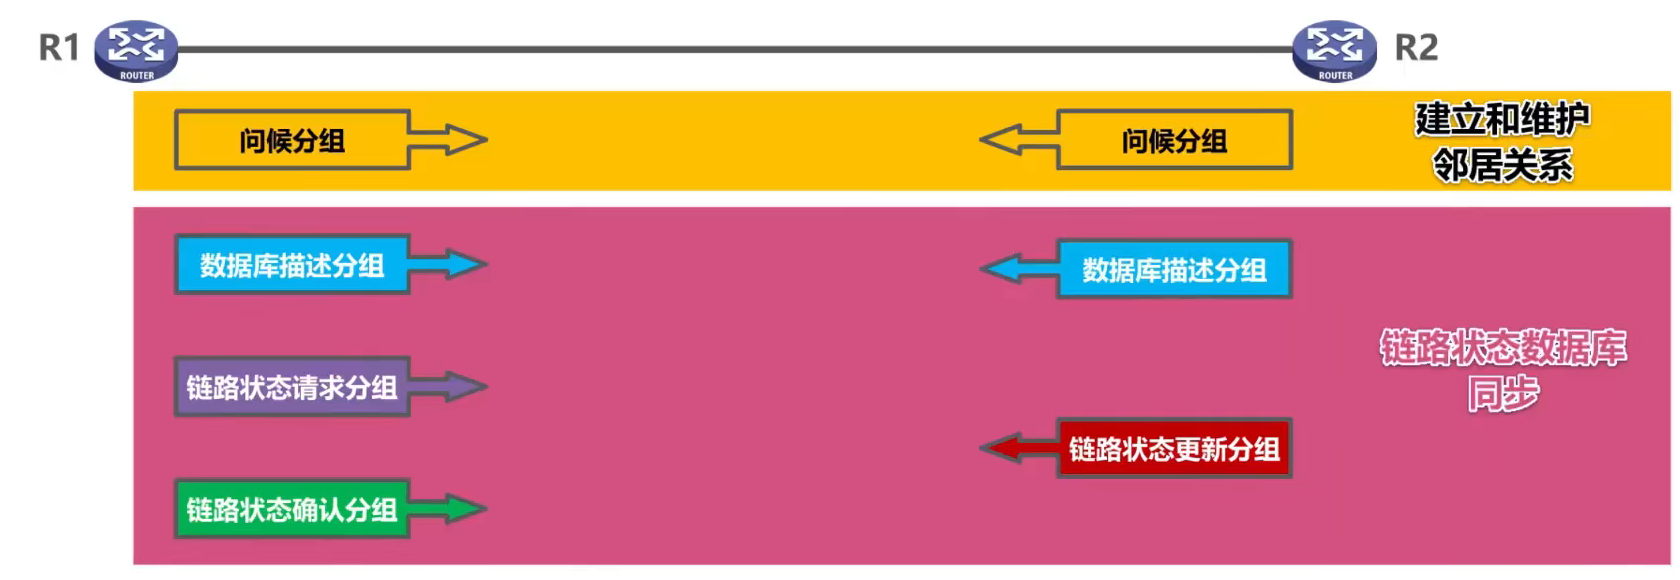 R1
ROUTER
ROUTER
R2
问候分组
问候分组
建立和维护
邻居关系
数据库描述分组
数据库描述分组
链路状态请求分组
链路状态数据库
同步
链路状态更新分组
链路状态确认分组